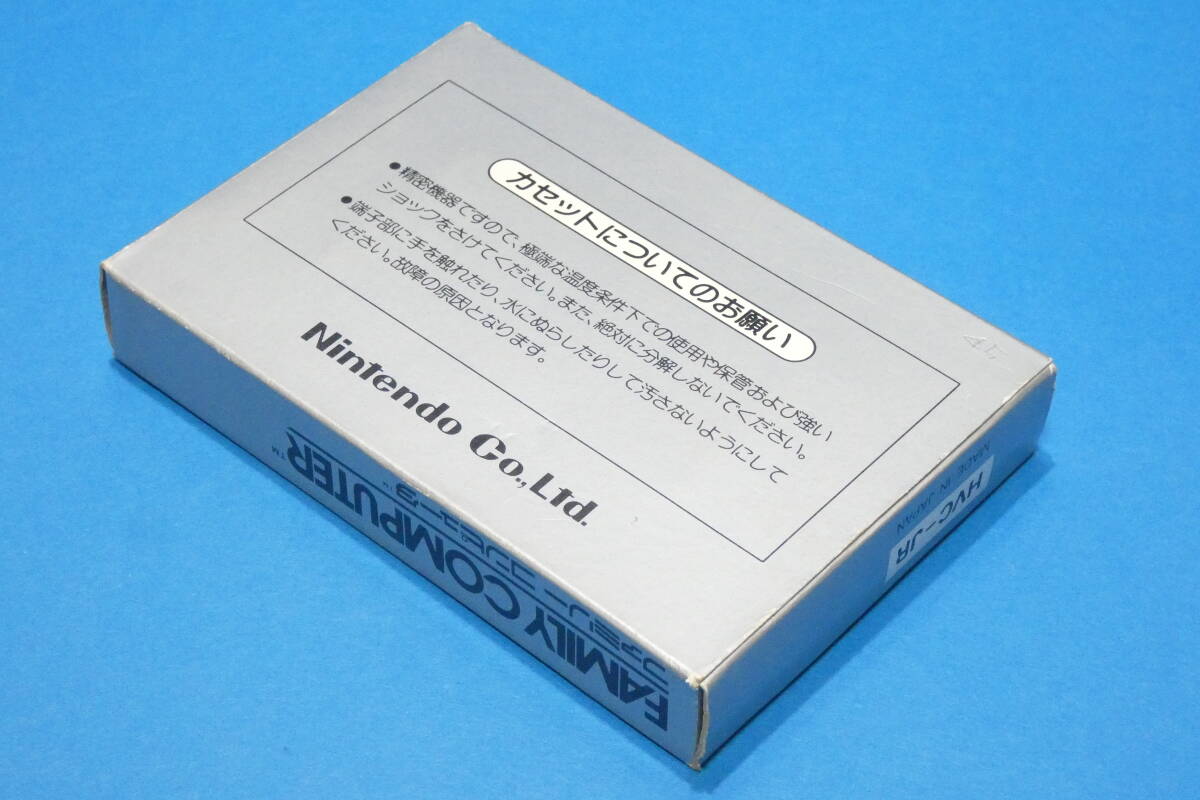 カセットについてのお願い
●精密機器ですので、極端な温度条件下での使用や保管および強い
ショックをさけてください。また、絶対に分解しないでください。
●端子部に手を触れたり、水にぬらしたりして汚さないようにして
ください。故障の原因となります。
Nintendo Co.,Ltd.
FAMILY COMPUTER™
ファミリー コンピュータ™
HVC-JR
MADE IN JAPAN